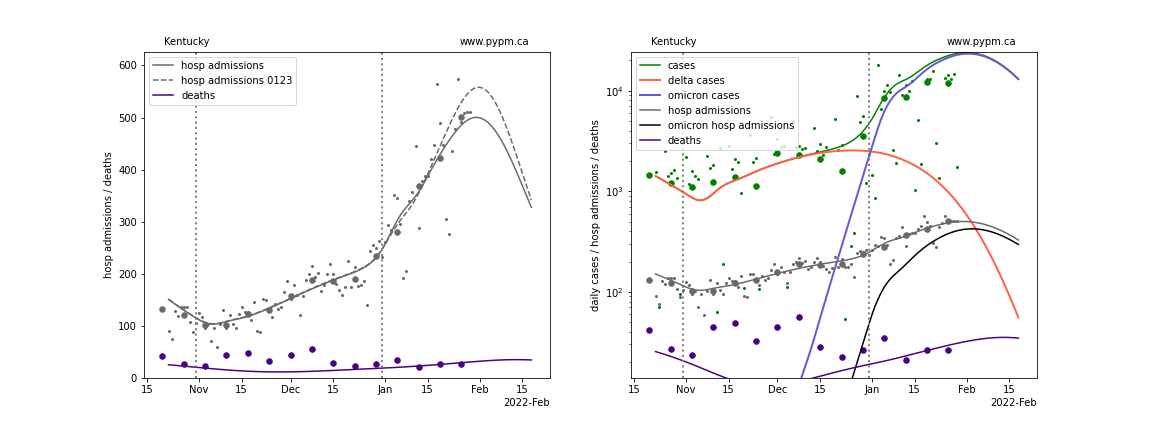 Kentucky
www.pypm.ca
hosp admissions
hosp admissions 0123
deaths
600
500
400
300
200
100
0
hosp admissions / deaths
15
Nov
15
Dec
15
Jan
15
Feb
15
2022-Feb
Kentucky
www.pypm.ca
cases
delta cases
omicron cases
hosp admissions
omicron hosp admissions
deaths
10⁴
10³
10²
daily cases / hosp admissions / deaths
15
Nov
15
Dec
15
Jan
15
Feb
15
2022-Feb